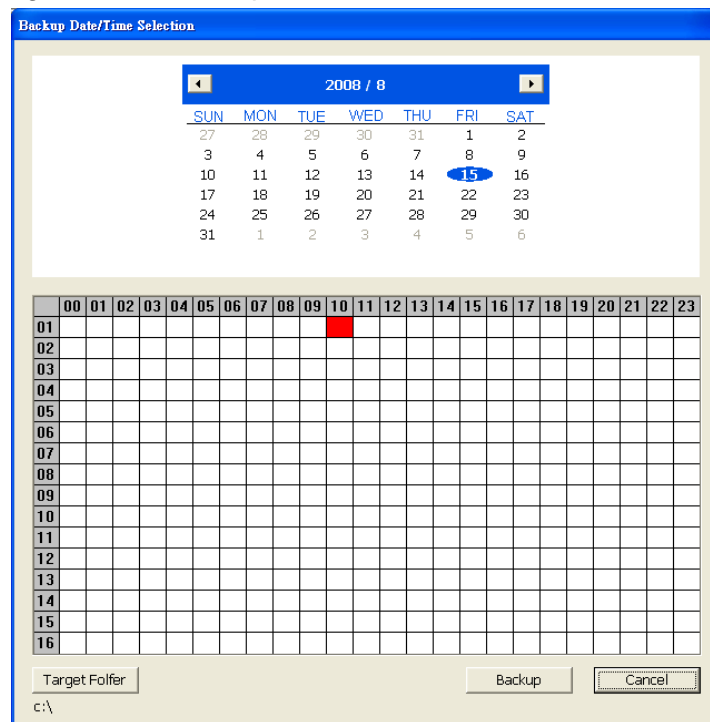 Backup Date/Time Selection
2008 / 8
SUN MON TUE WED THU FRI SAT
27 28 29 30 31 1 2
3 4 5 6 7 8 9
10 11 12 13 14 15 16
17 18 19 20 21 22 23
24 25 26 27 28 29 30
31 1 2 3 4 5 6
00 01 02 03 04 05 06 07 08 09 10 11 12 13 14 15 16 17 18 19 20 21 22 23
01
02
03
04
05
06
07
08
09
10
11
12
13
14
15
16
Target Folfer Backup Cancel
c:\